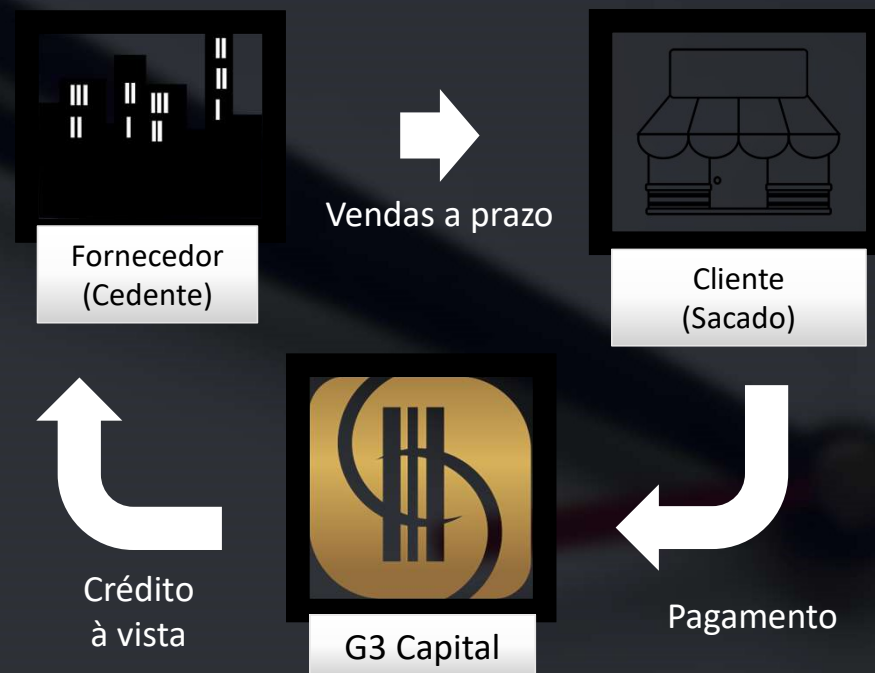 Vendas a prazo
Fornecedor
(Cedente)
Cliente
(Sacado)
Crédito
à vista
G3 Capital
Pagamento